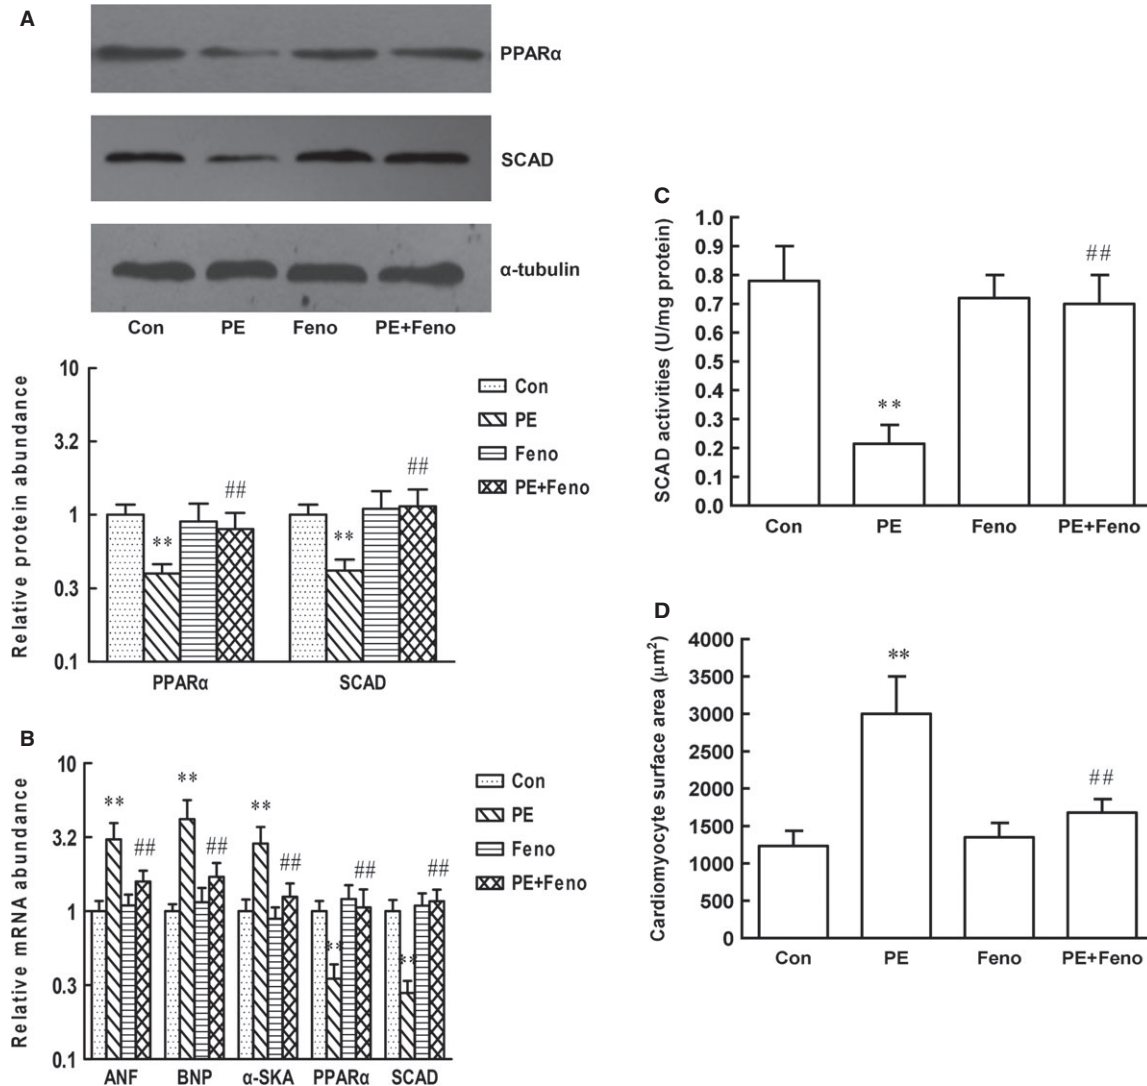 A
PPARα
SCAD
α-tubulin
Con PE Feno PE+Feno
Relative protein abundance
10
3.2
1
0.3
0.1
** ## ** ##
PPARα SCAD
Con
PE
Feno
PE+Feno
B
Relative mRNA abundance
10
3.2
1
0.3
0.1
** ## ** ## ** ## ** ## ** ##
ANF BNP α-SKA PPARα SCAD
Con
PE
Feno
PE+Feno
C
SCAD activities (U/mg protein)
1.0
0.9
0.8
0.7
0.6
0.5
0.4
0.3
0.2
0.1
0.0
** ##
Con PE Feno PE+Feno
D
Cardiomyocyte surface area (μm²)
4000
3500
3000
2500
2000
1500
1000
500
0
** ##
Con PE Feno PE+Feno